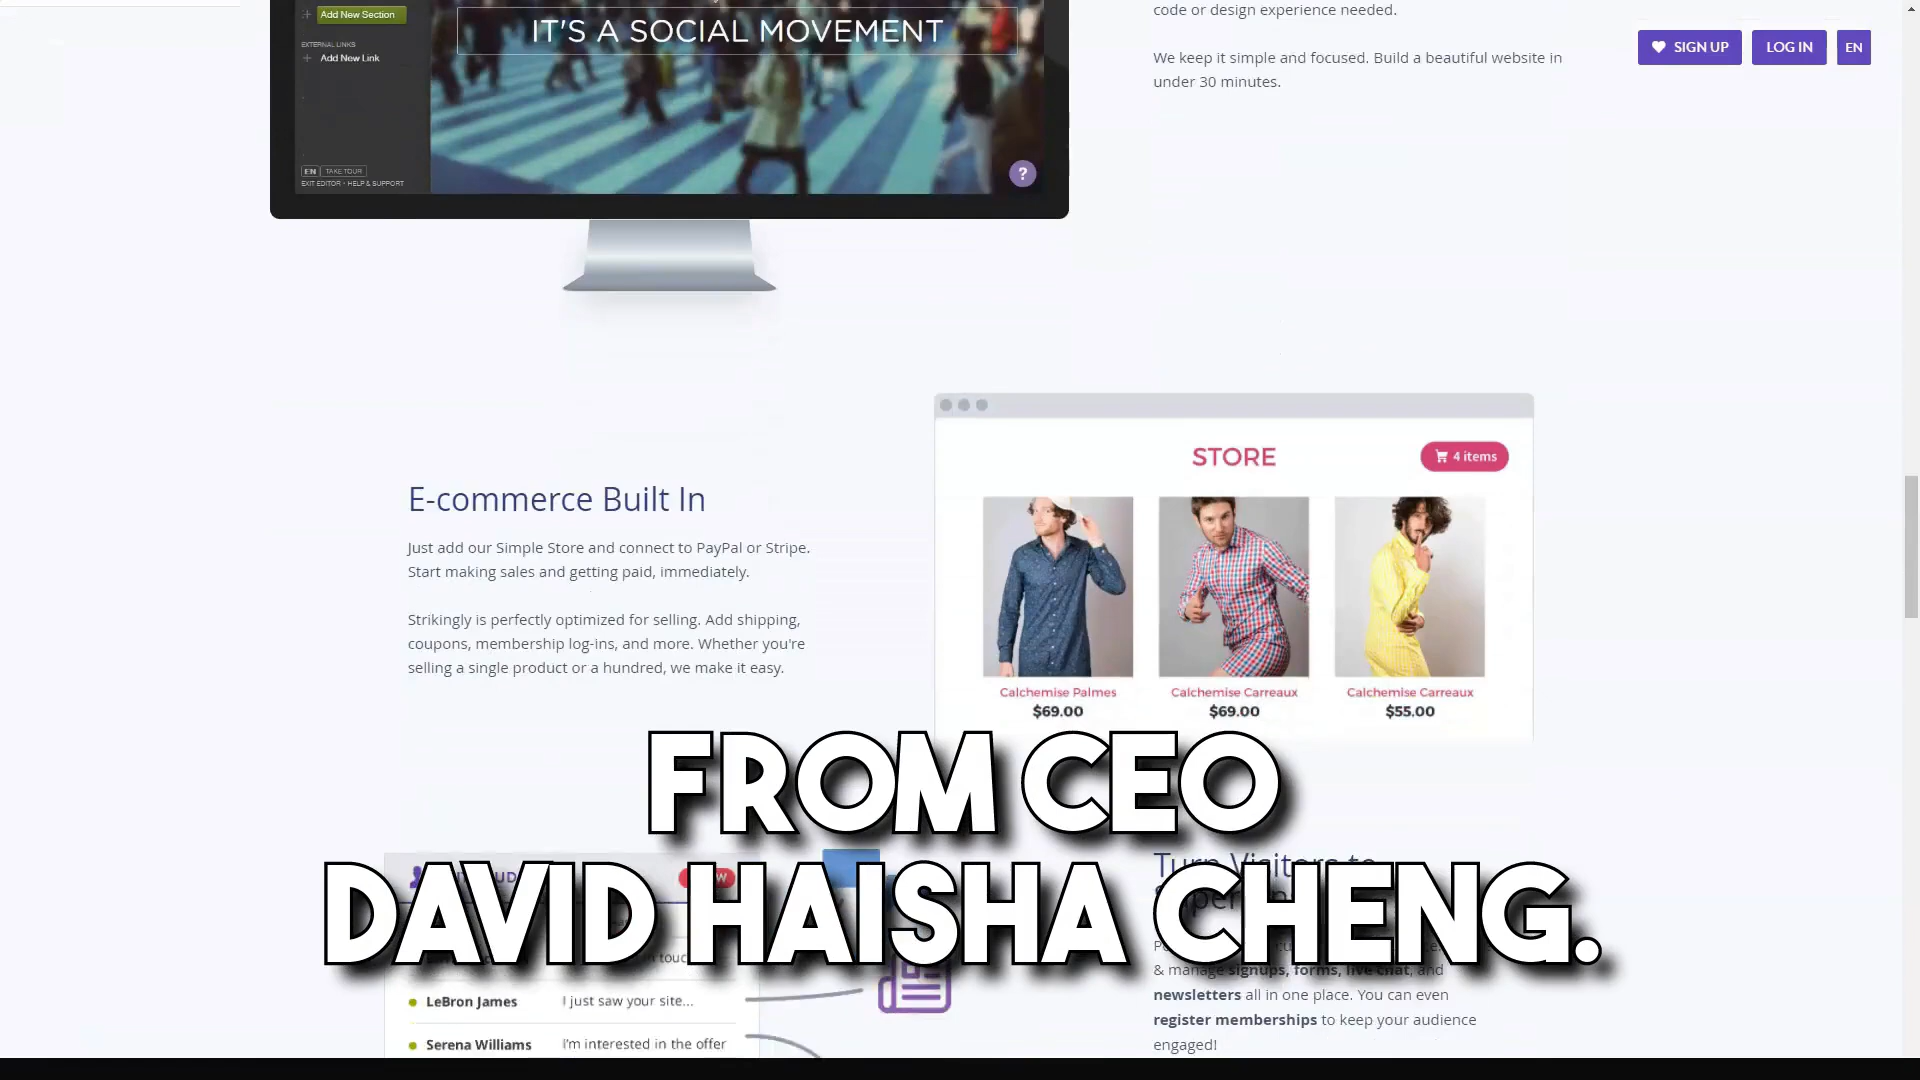 Add New Section
EXTERNAL LINKS
Add New Link
EN TAKE TOUR
EXIT EDITOR • HELP & SUPPORT
IT'S A SOCIAL MOVEMENT
?
code or design experience needed.
We keep it simple and focused. Build a beautiful website in
under 30 minutes.
SIGN UP
LOG IN
EN
E-commerce Built In
Just add our Simple Store and connect to PayPal or Stripe.
Start making sales and getting paid, immediately.
Strikingly is perfectly optimized for selling. Add shipping,
coupons, membership log-ins, and more. Whether you're
selling a single product or a hundred, we make it easy.
STORE
4 items
Calchemise Palmes
$69.00
Calchemise Carreaux
$69.00
Calchemise Carreaux
$55.00
FROM CEO
DAVID HAISHA CHENG.
Turn Visitors to
& manage signups, forms, live chat, and
newsletters all in one place. You can even
register memberships to keep your audience
engaged!
LeBron James I just saw your site...
Serena Williams I'm interested in the offer